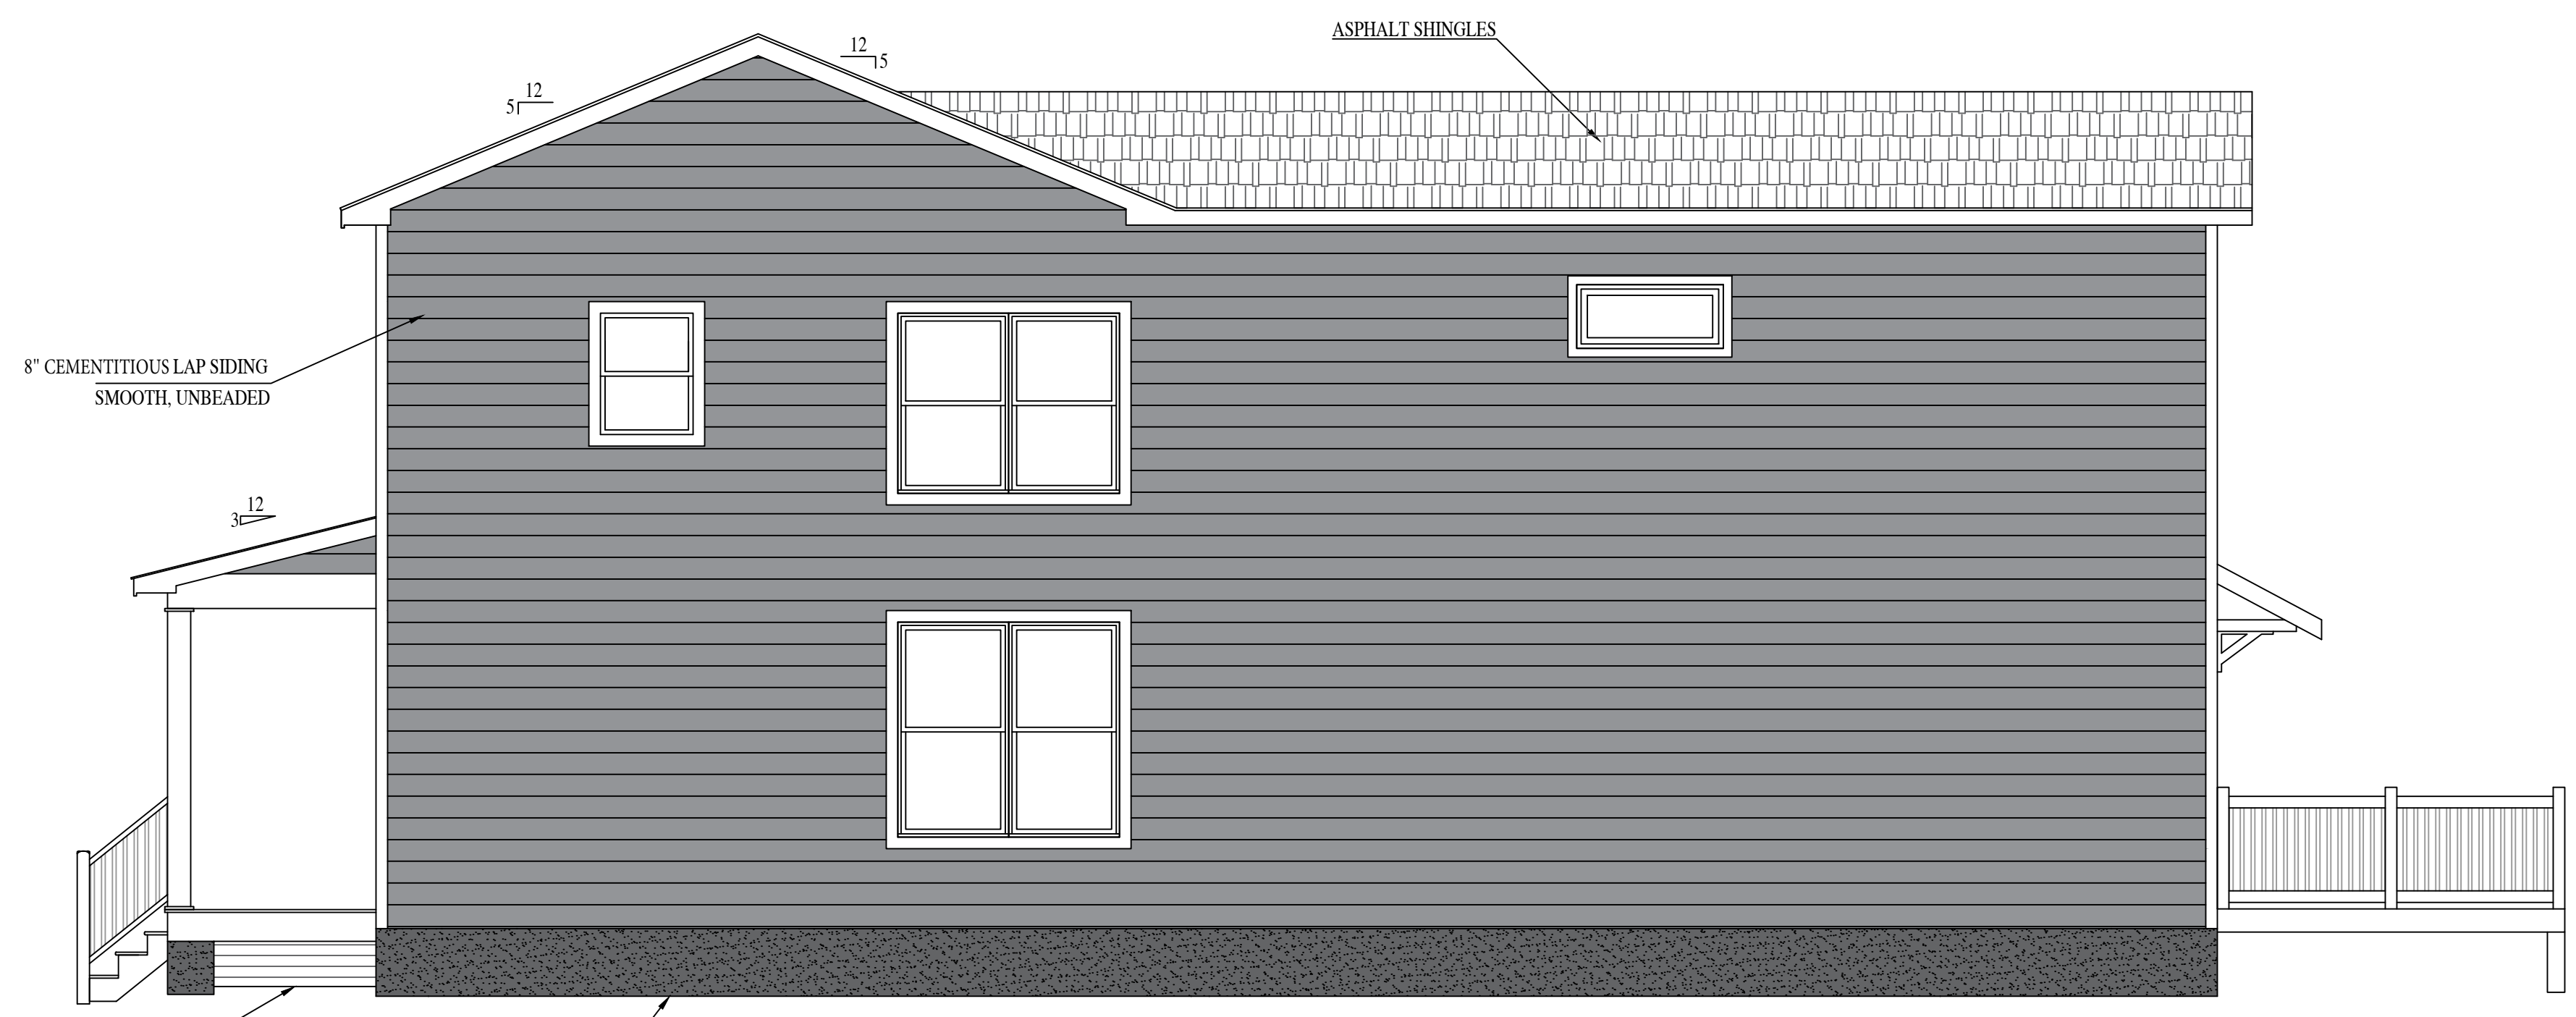 ASPHALT SHINGLES
12
5
12
5
8" CEMENTITIOUS LAP SIDING
SMOOTH, UNBEADED
12
3